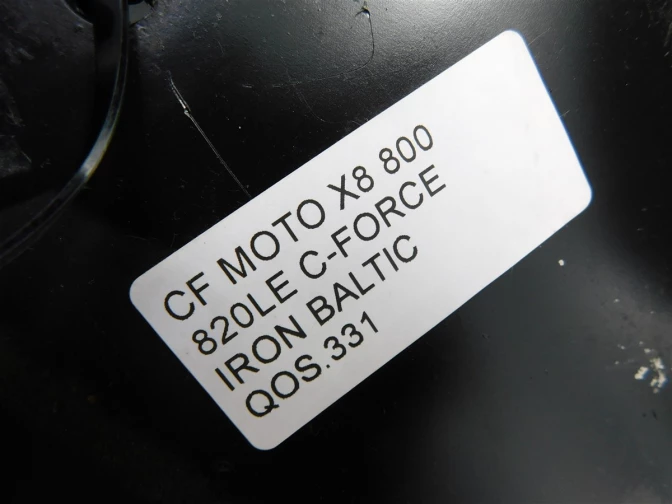 CF MOTO X8 800
820LE C-FORCE
IRON BALTIC
QOS.331